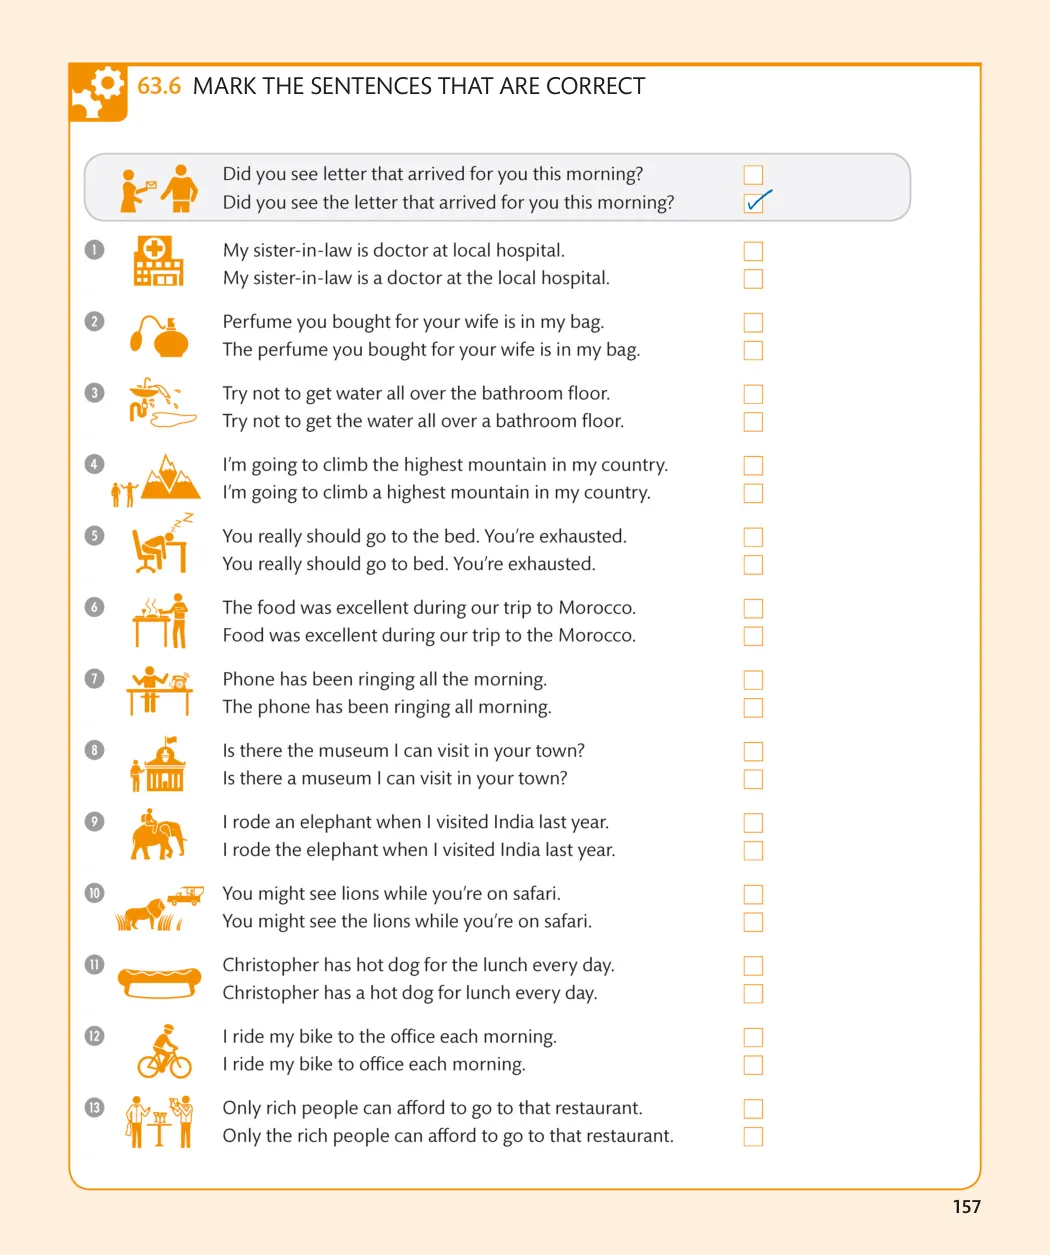 63.6 MARK THE SENTENCES THAT ARE CORRECT
Did you see letter that arrived for you this morning?
Did you see the letter that arrived for you this morning?
1
My sister-in-law is doctor at local hospital.
My sister-in-law is a doctor at the local hospital.
2
Perfume you bought for your wife is in my bag.
The perfume you bought for your wife is in my bag.
3
Try not to get water all over the bathroom floor.
Try not to get the water all over a bathroom floor.
4
I'm going to climb the highest mountain in my country.
I'm going to climb a highest mountain in my country.
5
You really should go to the bed. You're exhausted.
You really should go to bed. You're exhausted.
6
The food was excellent during our trip to Morocco.
Food was excellent during our trip to the Morocco.
7
Phone has been ringing all the morning.
The phone has been ringing all morning.
8
Is there the museum I can visit in your town?
Is there a museum I can visit in your town?
9
I rode an elephant when I visited India last year.
I rode the elephant when I visited India last year.
10
You might see lions while you're on safari.
You might see the lions while you're on safari.
11
Christopher has hot dog for the lunch every day.
Christopher has a hot dog for lunch every day.
12
I ride my bike to the office each morning.
I ride my bike to office each morning.
13
Only rich people can afford to go to that restaurant.
Only the rich people can afford to go to that restaurant.
157